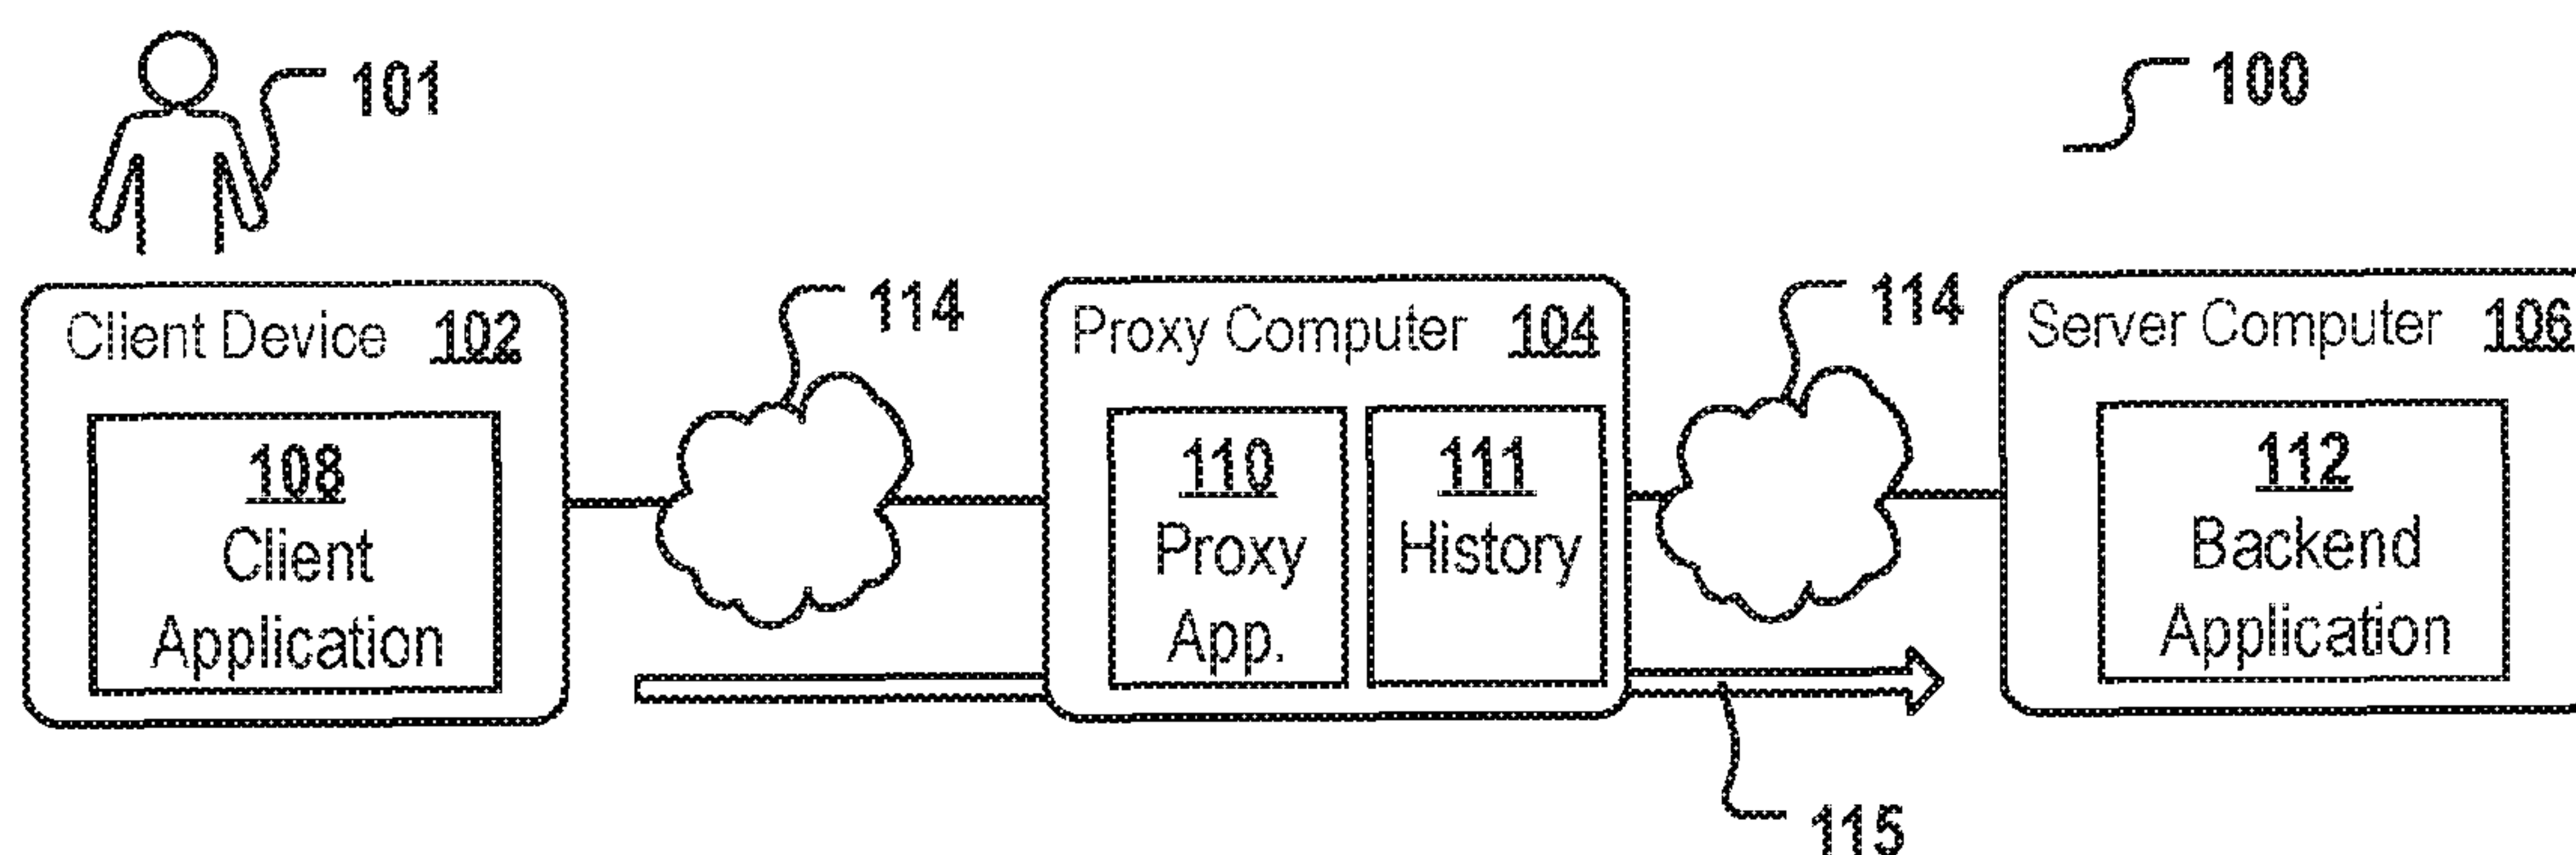 101
100
114
114
Client Device 102
Proxy Computer 104
Server Computer 106
108
Client
Application
110
Proxy
App.
111
History
112
Backend
Application
115